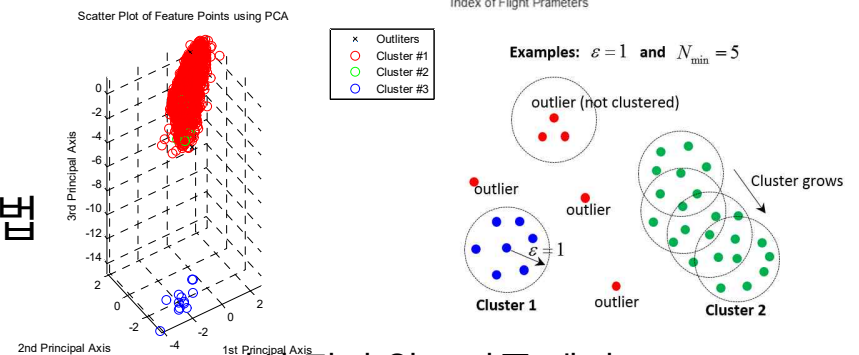 Index of Flight Prameters
Scatter Plot of Feature Points using PCA
Outliters
Cluster #1
Cluster #2
Cluster #3
0
-2
-4
-6
-8
-10
-12
-14
3rd Principal Axis
2
0
-2
-4
2nd Principal Axis
-4
-2
0
2
1st Principal Axis
법
Examples: ε = 1 and N_min = 5
outlier (not clustered)
outlier
outlier
Cluster grows
ε = 1
Cluster 1
outlier
Cluster 2